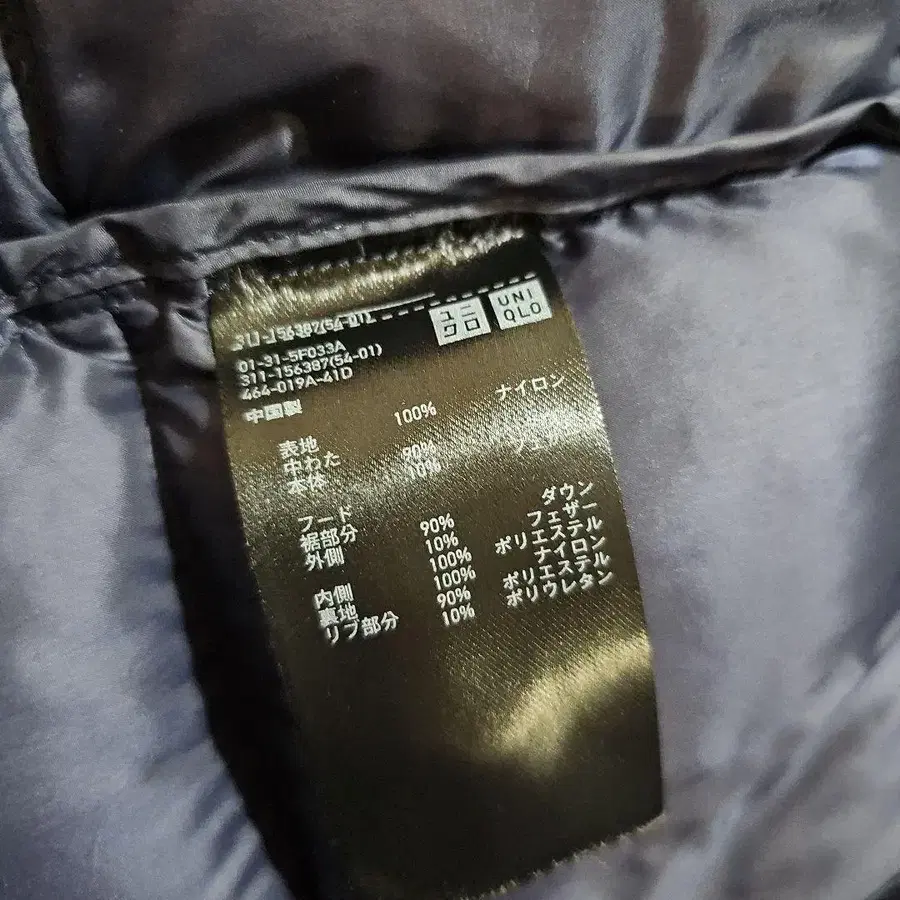 ユニ
クロ
UNI
QLO
311-156387(54-01)
01-31-5F033A
311-156387(54-01)
464-019A-41D
中国製
表地 100% ナイロン
中わた
本体 90%
10%
フード
裾部分 90% ダウン
外側 10% フェザー
100% ポリエステル
内側 100% ナイロン
裏地 90% ポリエステル
リブ部分 10% ポリウレタン